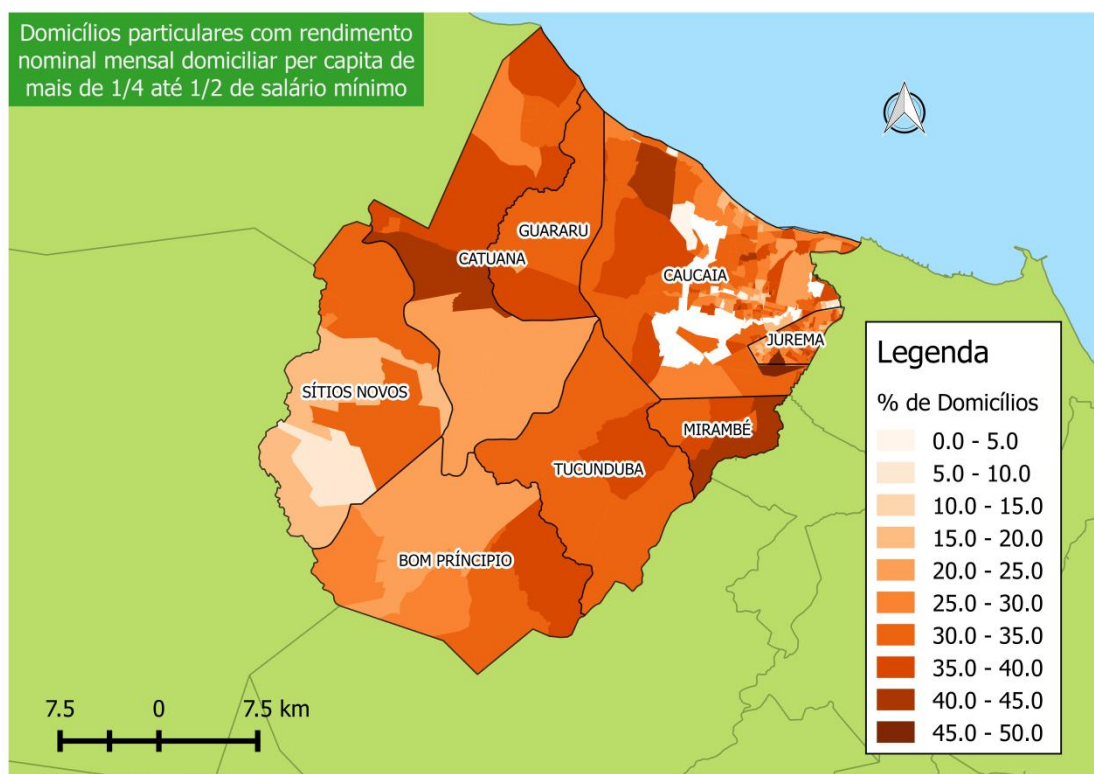 Domicílios particulares com rendimento
nominal mensal domiciliar per capita de
mais de 1/4 até 1/2 de salário mínimo
GUARARU
CATUANA
CAUCAIA
JUREMA
SÍTIOS NOVOS
MIRAMBÉ
TUCUNDUBA
BOM PRÍNCIPIO
Legenda
% de Domicílios
0.0 - 5.0
5.0 - 10.0
10.0 - 15.0
15.0 - 20.0
20.0 - 25.0
25.0 - 30.0
30.0 - 35.0
35.0 - 40.0
40.0 - 45.0
45.0 - 50.0
7.5 0 7.5 km